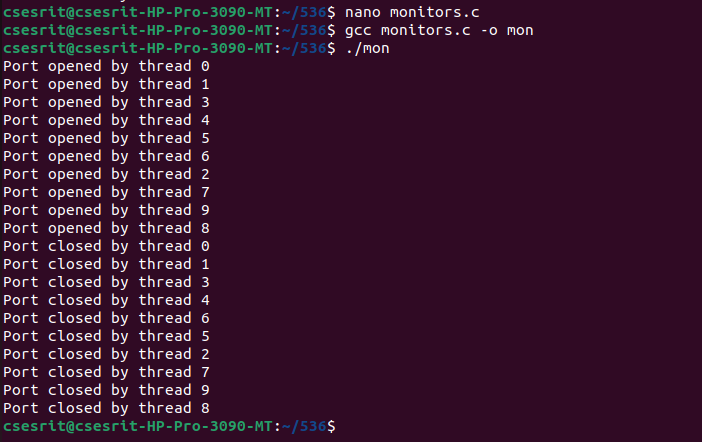 csesrit@csesrit-HP-Pro-3090-MT:~/536$ nano monitors.c
csesrit@csesrit-HP-Pro-3090-MT:~/536$ gcc monitors.c -o mon
csesrit@csesrit-HP-Pro-3090-MT:~/536$ ./mon
Port opened by thread 0
Port opened by thread 1
Port opened by thread 3
Port opened by thread 4
Port opened by thread 5
Port opened by thread 6
Port opened by thread 2
Port opened by thread 7
Port opened by thread 9
Port opened by thread 8
Port closed by thread 0
Port closed by thread 1
Port closed by thread 3
Port closed by thread 4
Port closed by thread 6
Port closed by thread 5
Port closed by thread 2
Port closed by thread 7
Port closed by thread 9
Port closed by thread 8
csesrit@csesrit-HP-Pro-3090-MT:~/536$